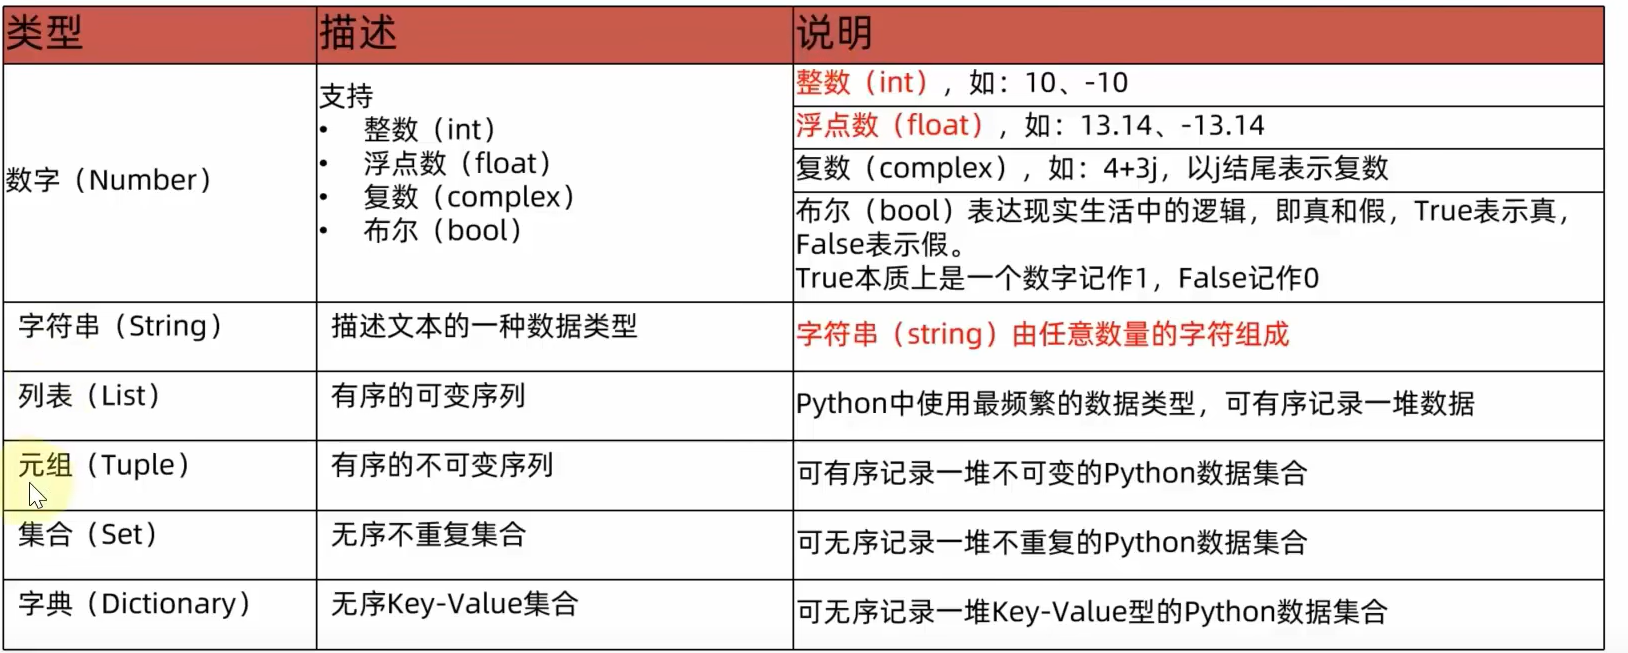 类型
描述
说明
数字（Number）
支持
• 整数（int）
• 浮点数（float）
• 复数（complex）
• 布尔（bool）
整数（int），如：10、-10
浮点数（float），如：13.14、-13.14
复数（complex），如：4+3j，以j结尾表示复数
布尔（bool）表达现实生活中的逻辑，即真和假，True表示真，
False表示假。
True本质上是一个数字记作1，False记作0
字符串（String）
描述文本的一种数据类型
字符串（string）由任意数量的字符组成
列表（List）
有序的可变序列
Python中使用最频繁的数据类型，可有序记录一堆数据
元组（Tuple）
有序的不可变序列
可有序记录一堆不可变的Python数据集合
集合（Set）
无序不重复集合
可无序记录一堆不重复的Python数据集合
字典（Dictionary）
无序Key-Value集合
可无序记录一堆Key-Value型的Python数据集合